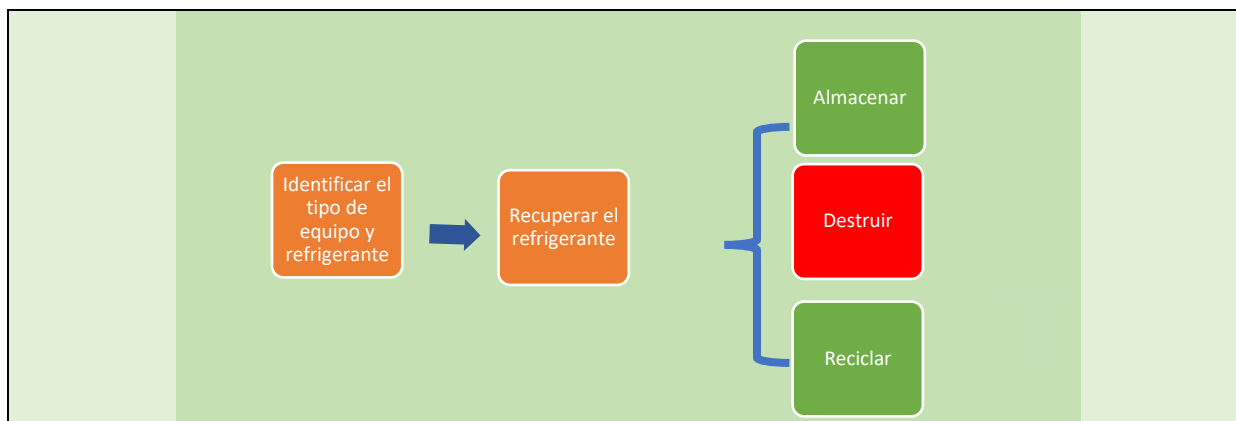 Identificar el
tipo de
equipo y
refrigerante
Recuperar el
refrigerante
Almacenar
Destruir
Reciclar